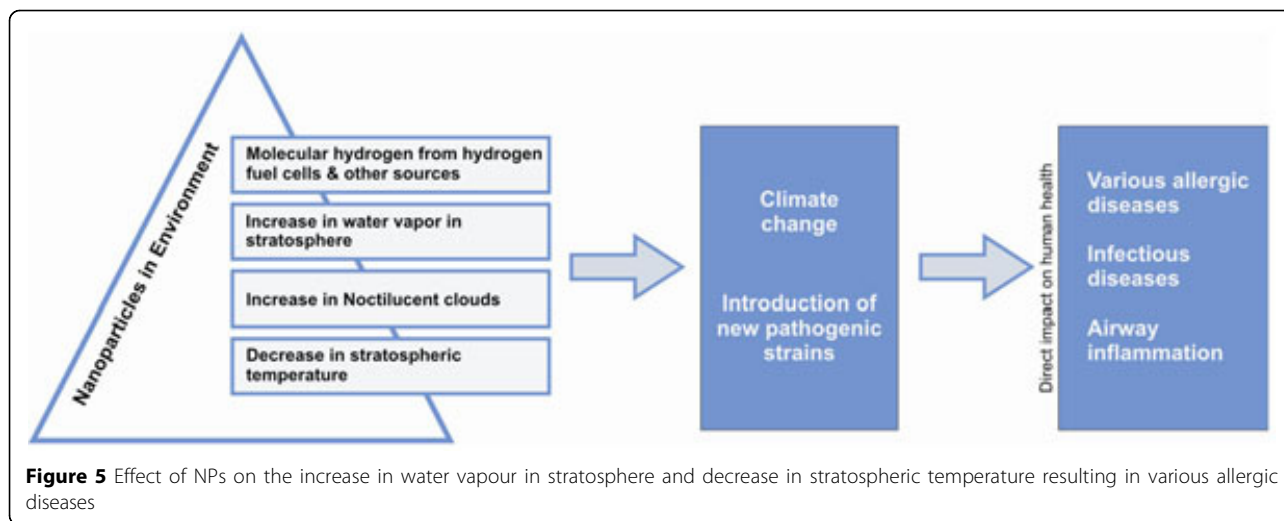 Nanoparticles in Environment
Molecular hydrogen from hydrogen
fuel cells & other sources
Increase in water vapor in
stratosphere
Increase in Noctilucent clouds
Decrease in stratospheric
temperature
Climate
change
Introduction of
new pathogenic
strains
Direct impact on human health
Various allergic
diseases
Infectious
diseases
Airway
inflammation
Figure 5 Effect of NPs on the increase in water vapour in stratosphere and decrease in stratospheric temperature resulting in various allergic
diseases